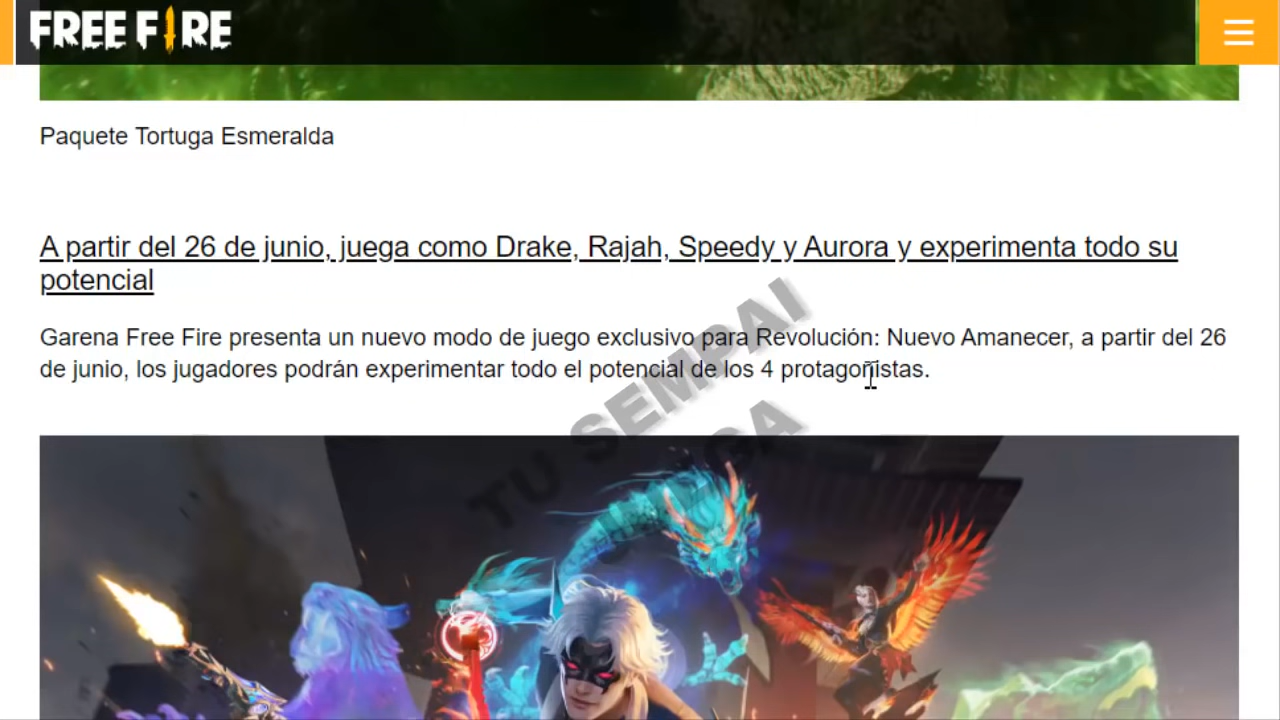 FREE FIRE
Paquete Tortuga Esmeralda
A partir del 26 de junio, juega como Drake, Rajah, Speedy y Aurora y experimenta todo su
potencial
Garena Free Fire presenta un nuevo modo de juego exclusivo para Revolución: Nuevo Amanecer, a partir del 26
de junio, los jugadores podrán experimentar todo el potencial de los 4 protagonistas.
TU SEMPAI